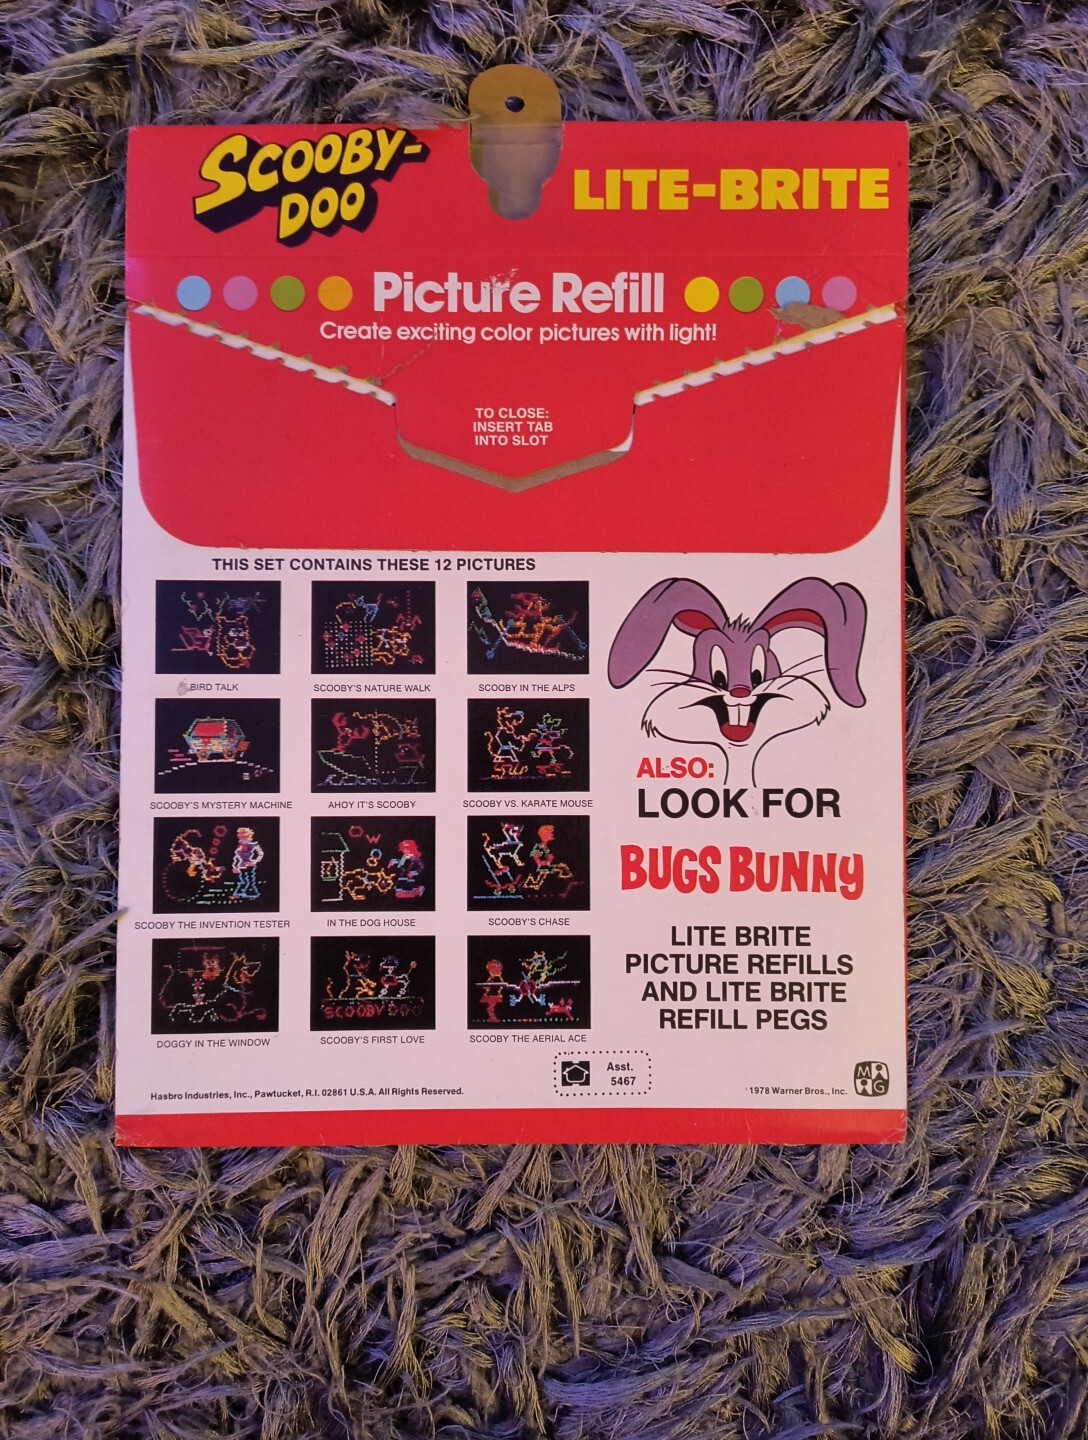 SCOOBY-
DOO
LITE-BRITE
Picture Refill
Create exciting color pictures with light!
TO CLOSE:
INSERT TAB
INTO SLOT
THIS SET CONTAINS THESE 12 PICTURES
BIRD TALK
SCOOBY'S NATURE WALK
SCOOBY IN THE ALPS
SCOOBY'S MYSTERY MACHINE
AHOY IT'S SCOOBY
SCOOBY VS. KARATE MOUSE
OW
SCOOBY THE INVENTION TESTER
IN THE DOG HOUSE
SCOOBY'S CHASE
SCOOBY DOO
DOGGY IN THE WINDOW
SCOOBY'S FIRST LOVE
SCOOBY THE AERIAL ACE
ALSO:
LOOK FOR
BUGS BUNNY
LITE BRITE
PICTURE REFILLS
AND LITE BRITE
REFILL PEGS
Hasbro Industries, Inc., Pawtucket, R.I. 02861 U.S.A. All Rights Reserved.
Asst.
5467
1978 Warner Bros., Inc.